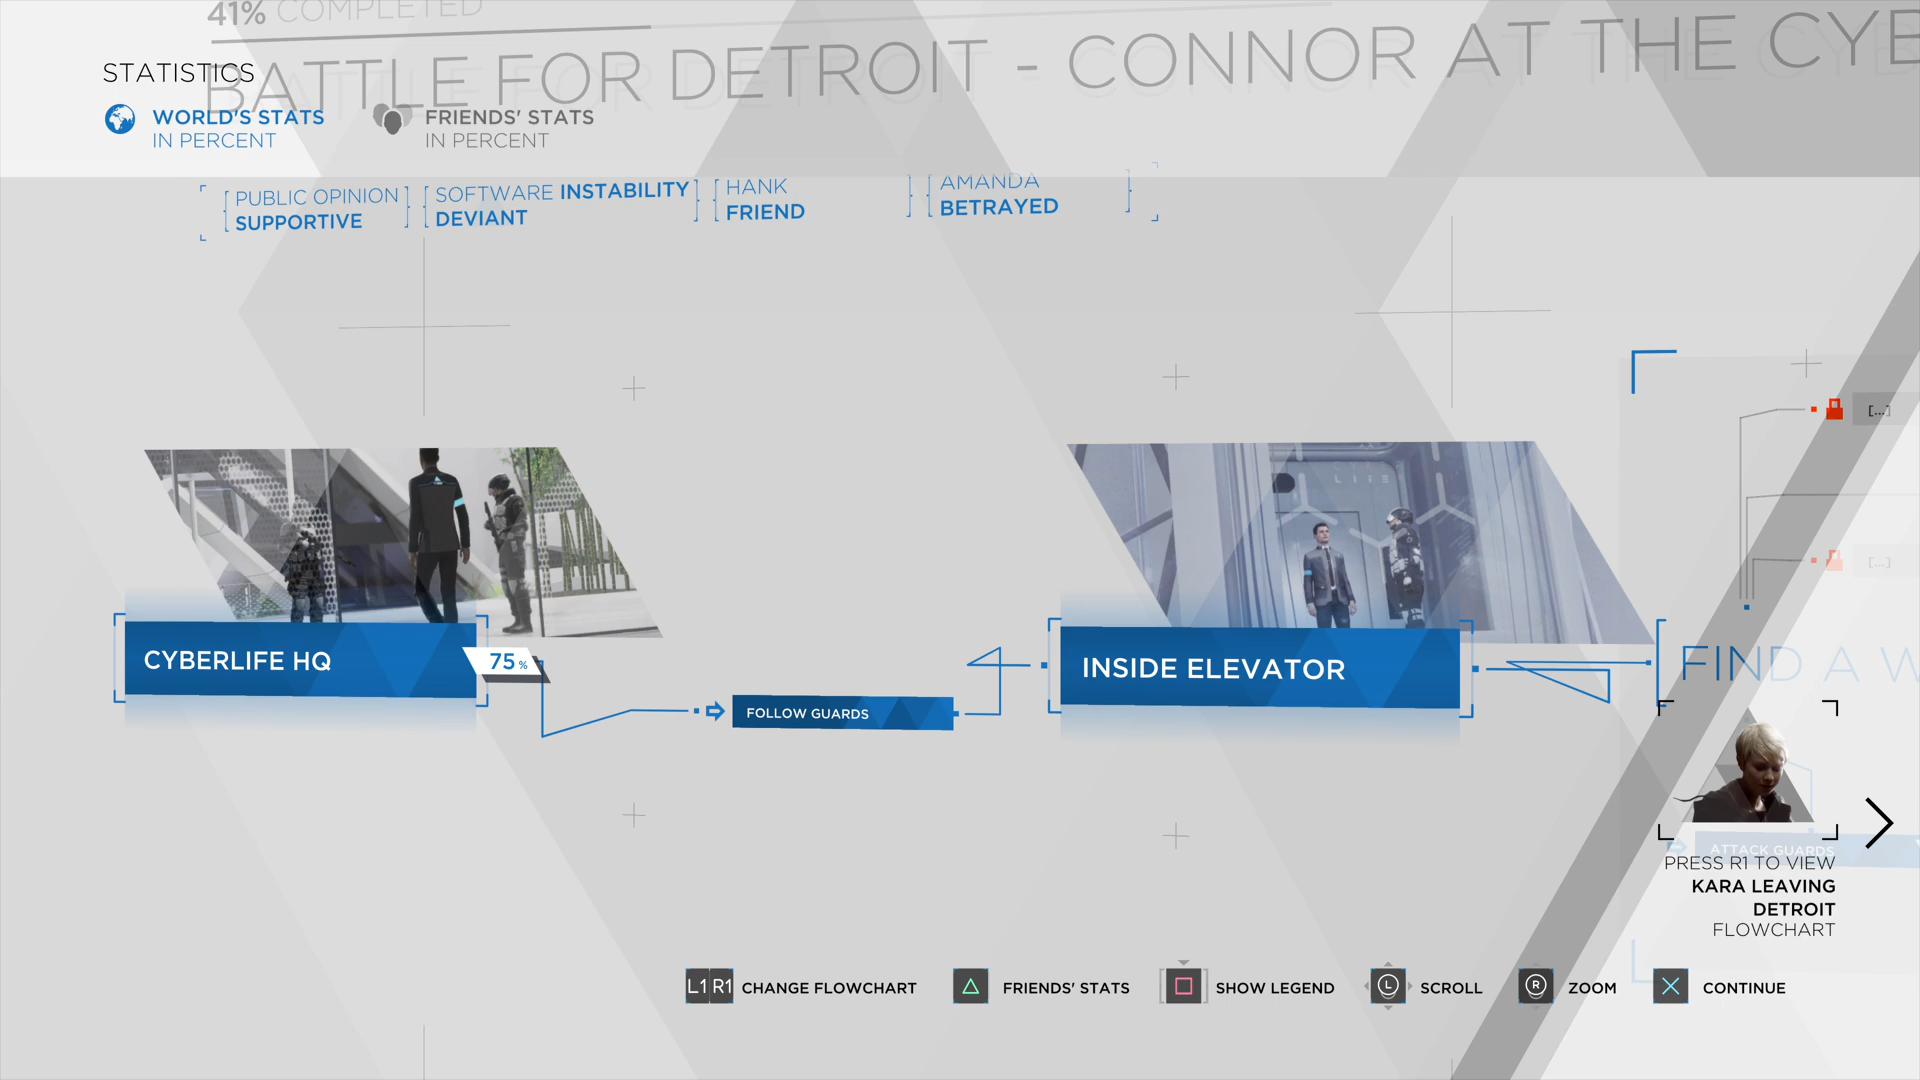 41% COMPLETED
BATTLE FOR DETROIT - CONNOR AT THE CYB
STATISTICS
WORLD'S STATS
IN PERCENT
FRIENDS' STATS
IN PERCENT
PUBLIC OPINION
SUPPORTIVE
SOFTWARE INSTABILITY
DEVIANT
HANK
FRIEND
AMANDA
BETRAYED
[...]
[...]
LITE
CYBERLIFE HQ
75%
FOLLOW GUARDS
INSIDE ELEVATOR
FIND A W
ATTACK GUARDS
PRESS R1 TO VIEW
KARA LEAVING
DETROIT
FLOWCHART
L1 R1 CHANGE FLOWCHART
FRIENDS' STATS
SHOW LEGEND
L SCROLL
R ZOOM
CONTINUE